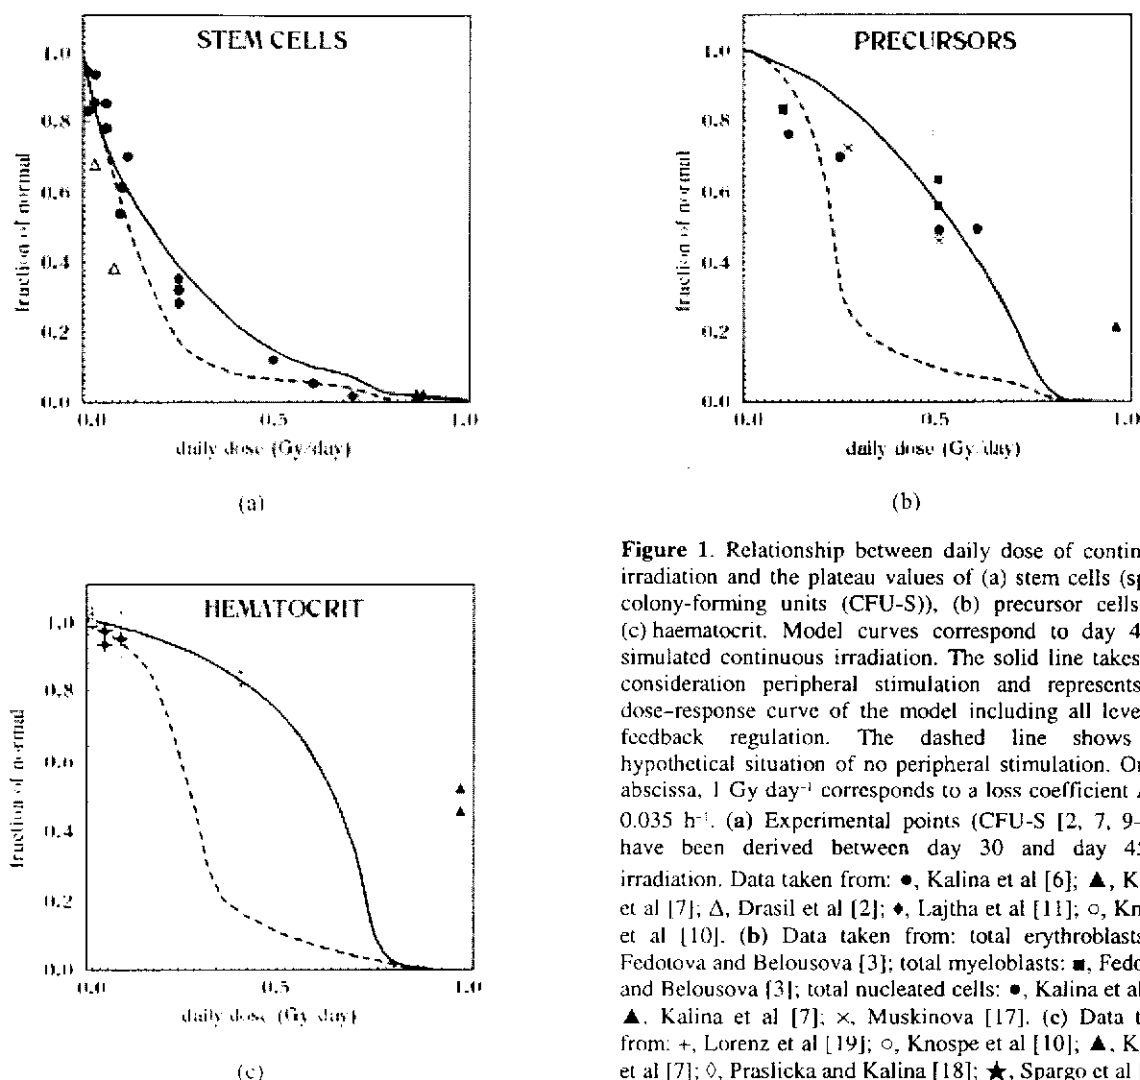 STEM CELLS
1.0
0.8
0.6
0.4
0.2
0.0
fraction of normal
0.0 0.5 1.0
daily dose (Gy/day)
(a)
PRECURSORS
1.0
0.8
0.6
0.4
0.2
0.0
fraction of normal
0.0 0.5 1.0
daily dose (Gy/day)
(b)
HEMATOCRIT
1.0
0.8
0.6
0.4
0.2
0.0
fraction of normal
0.0 0.5 1.0
daily dose (Gy/day)
(c)
Figure 1. Relationship between daily dose of contin
irradiation and the plateau values of (a) stem cells (sp
colony-forming units (CFU-S)), (b) precursor cells
(c) haematocrit. Model curves correspond to day 4
simulated continuous irradiation. The solid line takes
consideration peripheral stimulation and represents
dose–response curve of the model including all leve
feedback regulation. The dashed line shows
hypothetical situation of no peripheral stimulation. Or
abscissa, 1 Gy day⁻¹ corresponds to a loss coefficient
0.035 h⁻¹. (a) Experimental points (CFU-S [2, 7, 9–
have been derived between day 30 and day 45
irradiation. Data taken from: ●, Kalina et al [6]; ▲, K
et al [7]; △, Drasil et al [2]; ♦, Lajtha et al [11]; ○, Kn
et al [10]. (b) Data taken from: total erythroblasts
Fedotova and Belousova [3]; total myeloblasts: ■, Fedo
and Belousova [3]; total nucleated cells: ●, Kalina et al
▲, Kalina et al [7]; ×, Muskinova [17]. (c) Data t
from: +, Lorenz et al [19]; ○, Knospe et al [10]; ▲, K
et al [7]; ◊, Praslicka and Kalina [18]; ★, Spargo et al